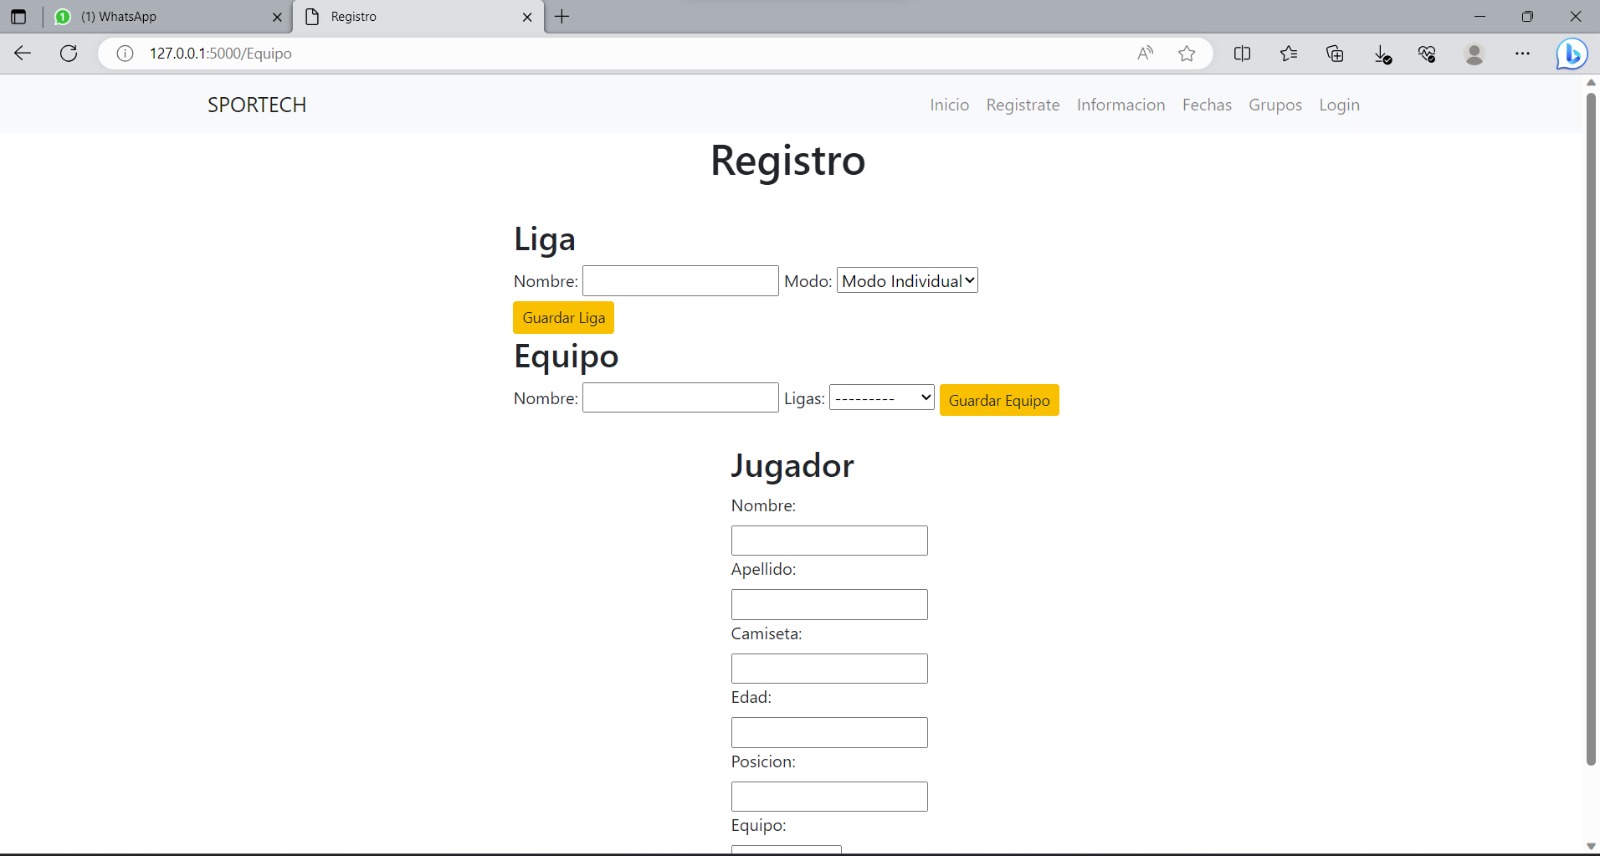 (1) WhatsApp
Registro
127.0.0.1:5000/Equipo
SPORTECH
Inicio Registrate Informacion Fechas Grupos Login
Registro
Liga
Nombre: Modo: Modo Individual
Guardar Liga
Equipo
Nombre: Ligas: --------- Guardar Equipo
Jugador
Nombre:
Apellido:
Camiseta:
Edad:
Posicion:
Equipo: